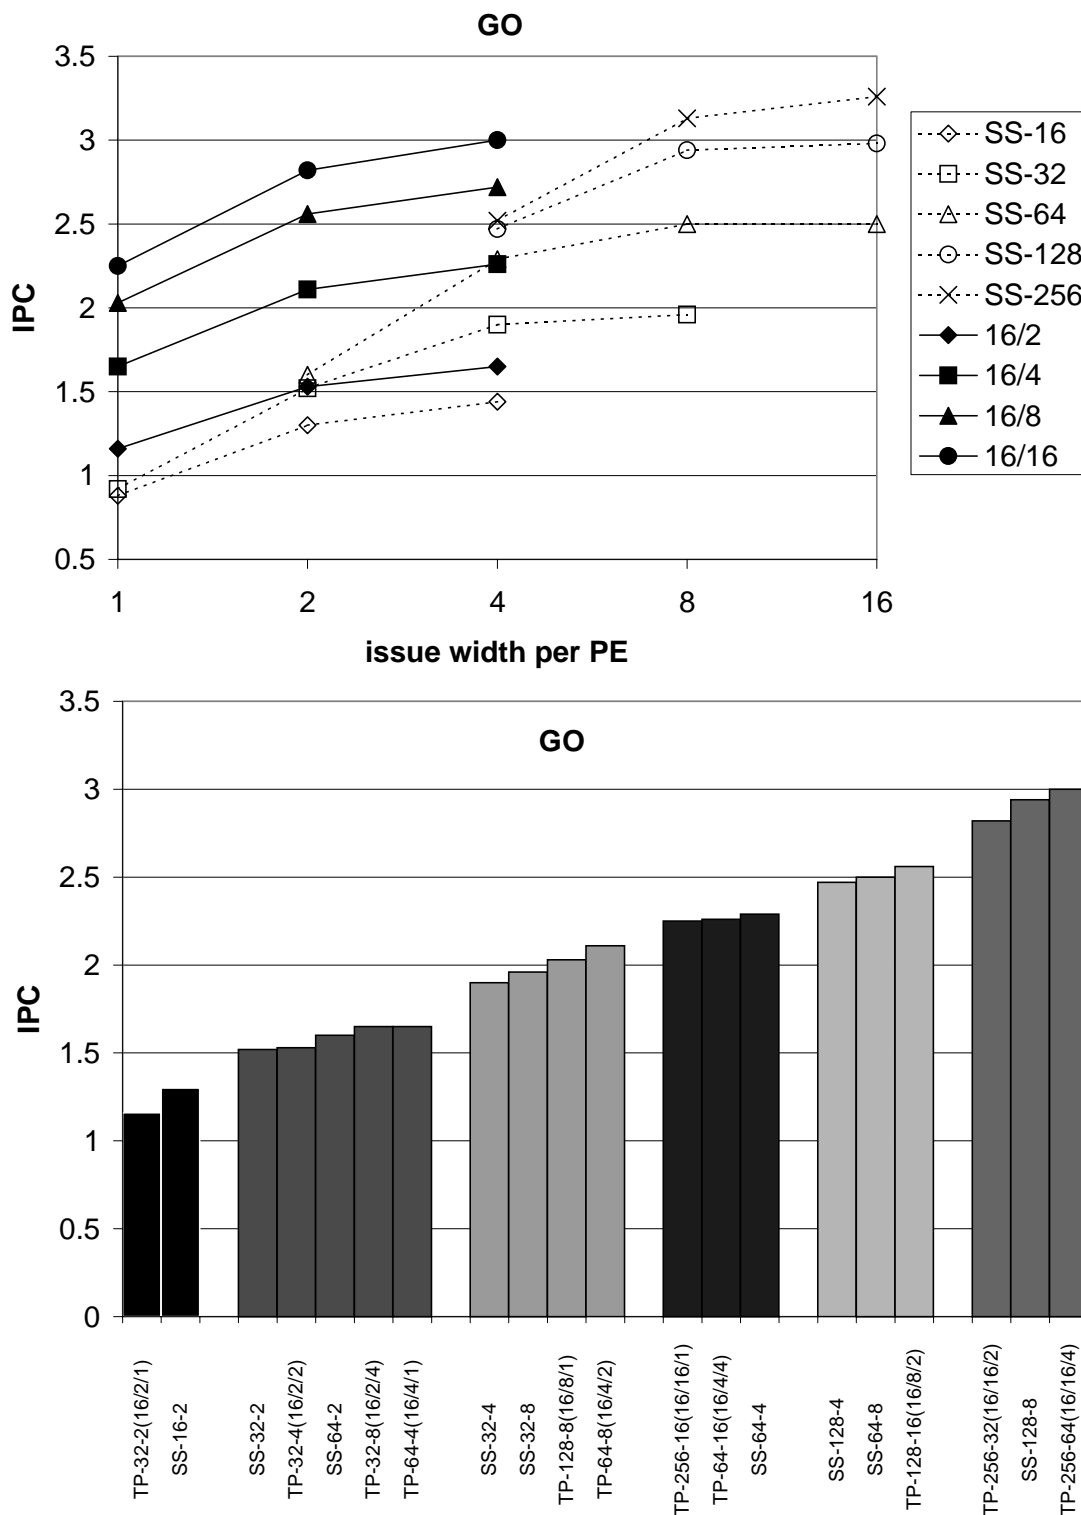 GO
3.5
3
2.5
2
1.5
1
0.5
IPC
1 2 4 8 16
issue width per PE
SS-16
SS-32
SS-64
SS-128
SS-256
16/2
16/4
16/8
16/16
GO
3.5
3
2.5
2
1.5
1
0.5
0
IPC
TP-32-2(16/2/1)
SS-16-2
SS-32-2
TP-32-4(16/2/2)
SS-64-2
TP-32-8(16/2/4)
TP-64-4(16/4/1)
SS-32-4
SS-32-8
TP-128-8(16/8/1)
TP-64-8(16/4/2)
TP-256-16(16/16/1)
TP-64-16(16/4/4)
SS-64-4
SS-128-4
SS-64-8
TP-128-16(16/8/2)
TP-256-32(16/16/2)
SS-128-8
TP-256-64(16/16/4)